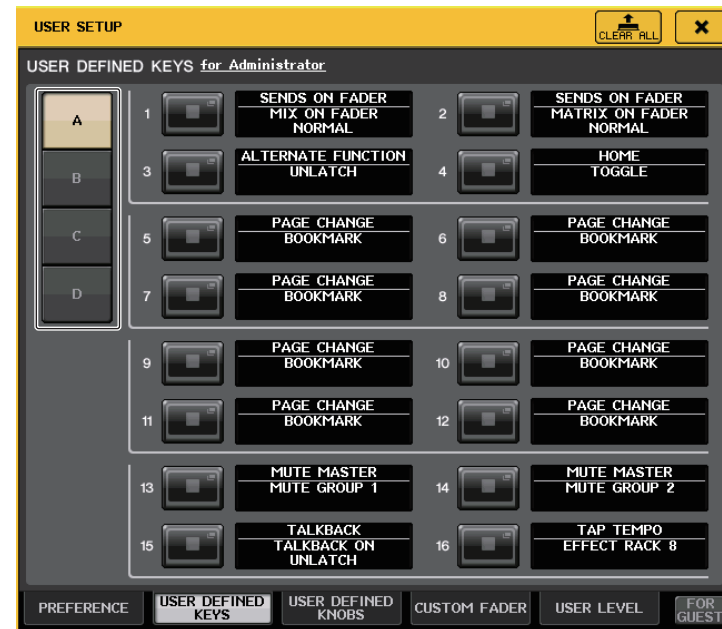 USER SETUP
CLEAR ALL
USER DEFINED KEYS for Administrator
A
B
C
D
1
SENDS ON FADER
MIX ON FADER
NORMAL
2
SENDS ON FADER
MATRIX ON FADER
NORMAL
3
ALTERNATE FUNCTION
UNLATCH
4
HOME
TOGGLE
5
PAGE CHANGE
BOOKMARK
6
PAGE CHANGE
BOOKMARK
7
PAGE CHANGE
BOOKMARK
8
PAGE CHANGE
BOOKMARK
9
PAGE CHANGE
BOOKMARK
10
PAGE CHANGE
BOOKMARK
11
PAGE CHANGE
BOOKMARK
12
PAGE CHANGE
BOOKMARK
13
MUTE MASTER
MUTE GROUP 1
14
MUTE MASTER
MUTE GROUP 2
15
TALKBACK
TALKBACK ON
UNLATCH
16
TAP TEMPO
EFFECT RACK 8
PREFERENCE
USER DEFINED
KEYS
USER DEFINED
KNOBS
CUSTOM FADER
USER LEVEL
FOR
GUEST